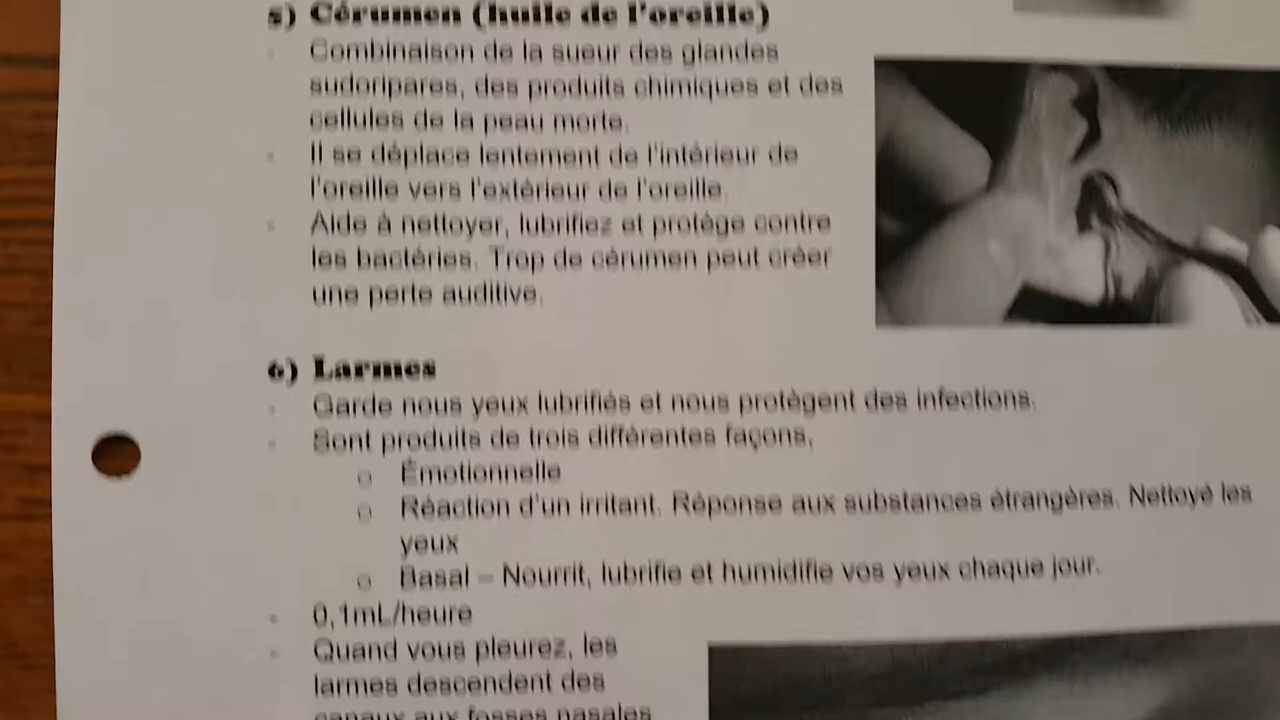 5) Cérumen (huile de l'oreille)
- Combinaison de la sueur des glandes
sudoripares, des produits chimiques et des
cellules de la peau morte.
- Il se déplace lentement de l'intérieur de
l'oreille vers l'extérieur de l'oreille.
- Aide à nettoyer, lubrifiez et protège contre
les bactéries. Trop de cérumen peut créer
une perte auditive.
6) Larmes
- Garde nous yeux lubrifiés et nous protègent des infections.
- Sont produits de trois différentes façons,
o Émotionnelle
o Réaction d'un irritant. Réponse aux substances étrangères. Nettoyé les
yeux
o Basal – Nourrit, lubrifie et humidifie vos yeux chaque jour.
- 0,1mL/heure
- Quand vous pleurez, les
larmes descendent des
canaux aux fosses nasales